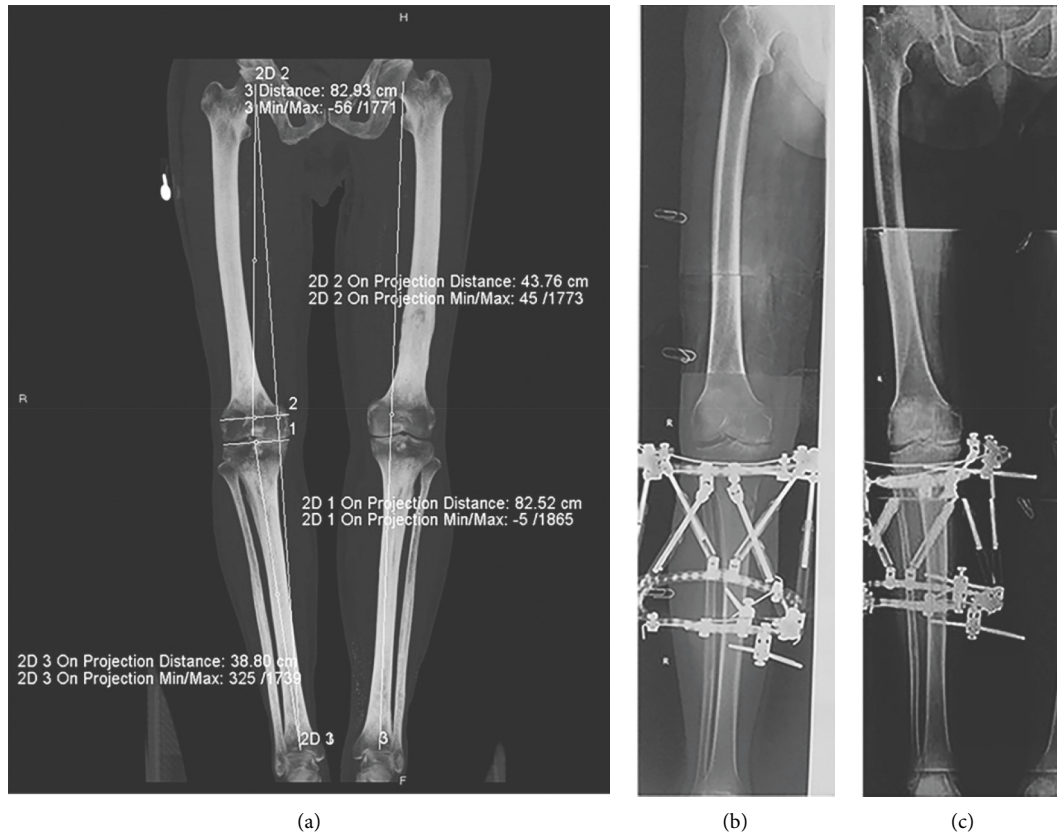 H
2D 2
3 Distance: 82.93 cm
3 Min/Max: -56 /1771
2D 2 On Projection Distance: 43.76 cm
2D 2 On Projection Min/Max: 45 /1773
R
2
1
2D 1 On Projection Distance: 82.52 cm
2D 1 On Projection Min/Max: -5 /1865
2D 3 On Projection Distance: 38.80 cm
2D 3 On Projection Min/Max: 325 /1739
2D 3
3
F
R
R
R
(a)
(b)
(c)